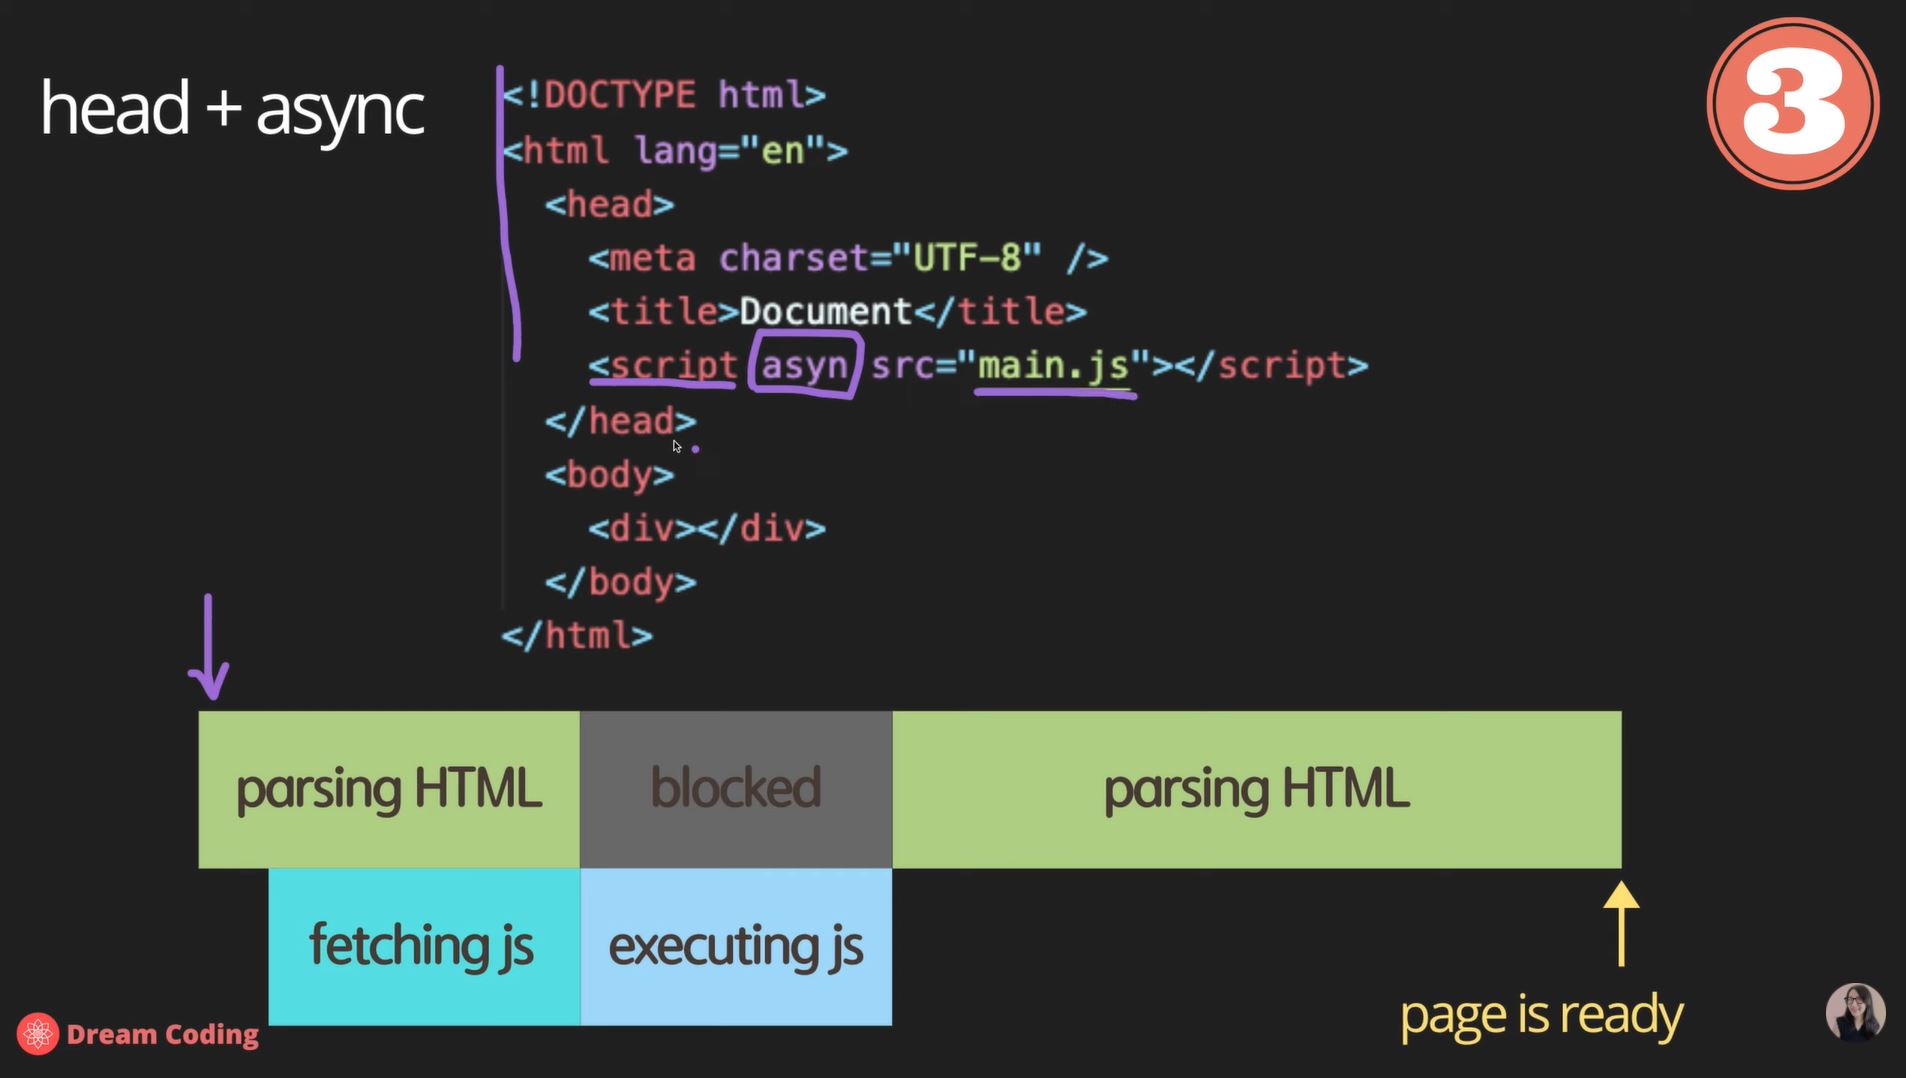 head + async
3
<!DOCTYPE html>
<html lang="en">
<head>
<meta charset="UTF-8" />
<title>Document</title>
<script asyn src="main.js"></script>
</head>
<body>
<div></div>
</body>
</html>
parsing HTML blocked parsing HTML
fetching js executing js
page is ready
Dream Coding